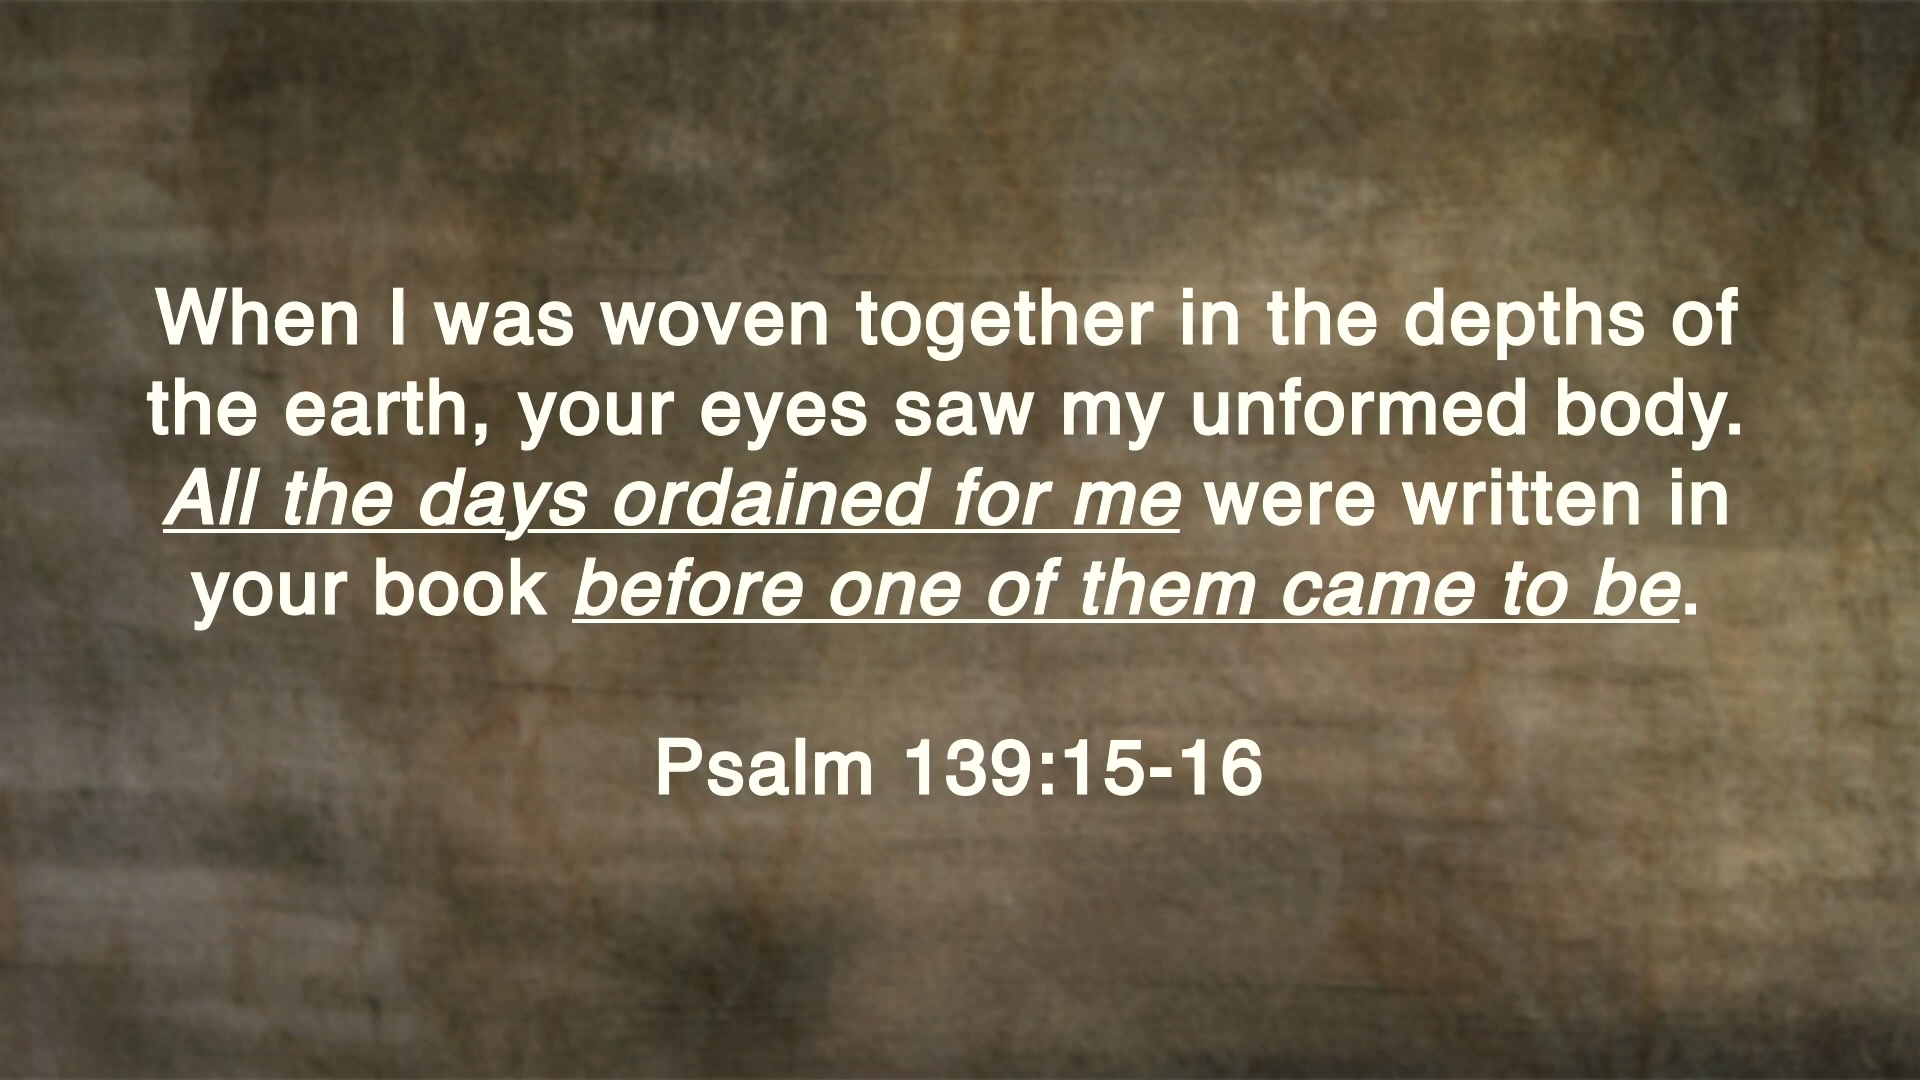 When I was woven together in the depths of
the earth, your eyes saw my unformed body.
All the days ordained for me were written in
your book before one of them came to be.
Psalm 139:15-16